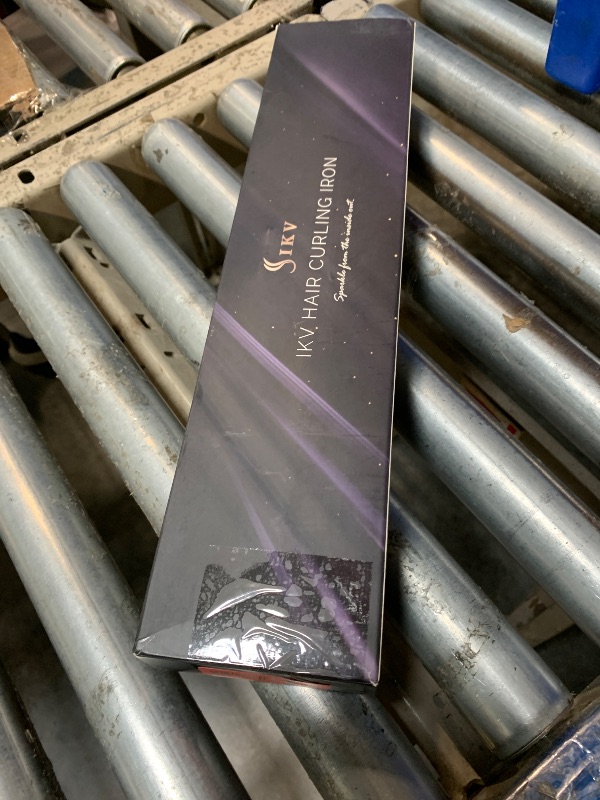 IKV
IKV HAIR CURLING IRON
Sparkle from the inside out.